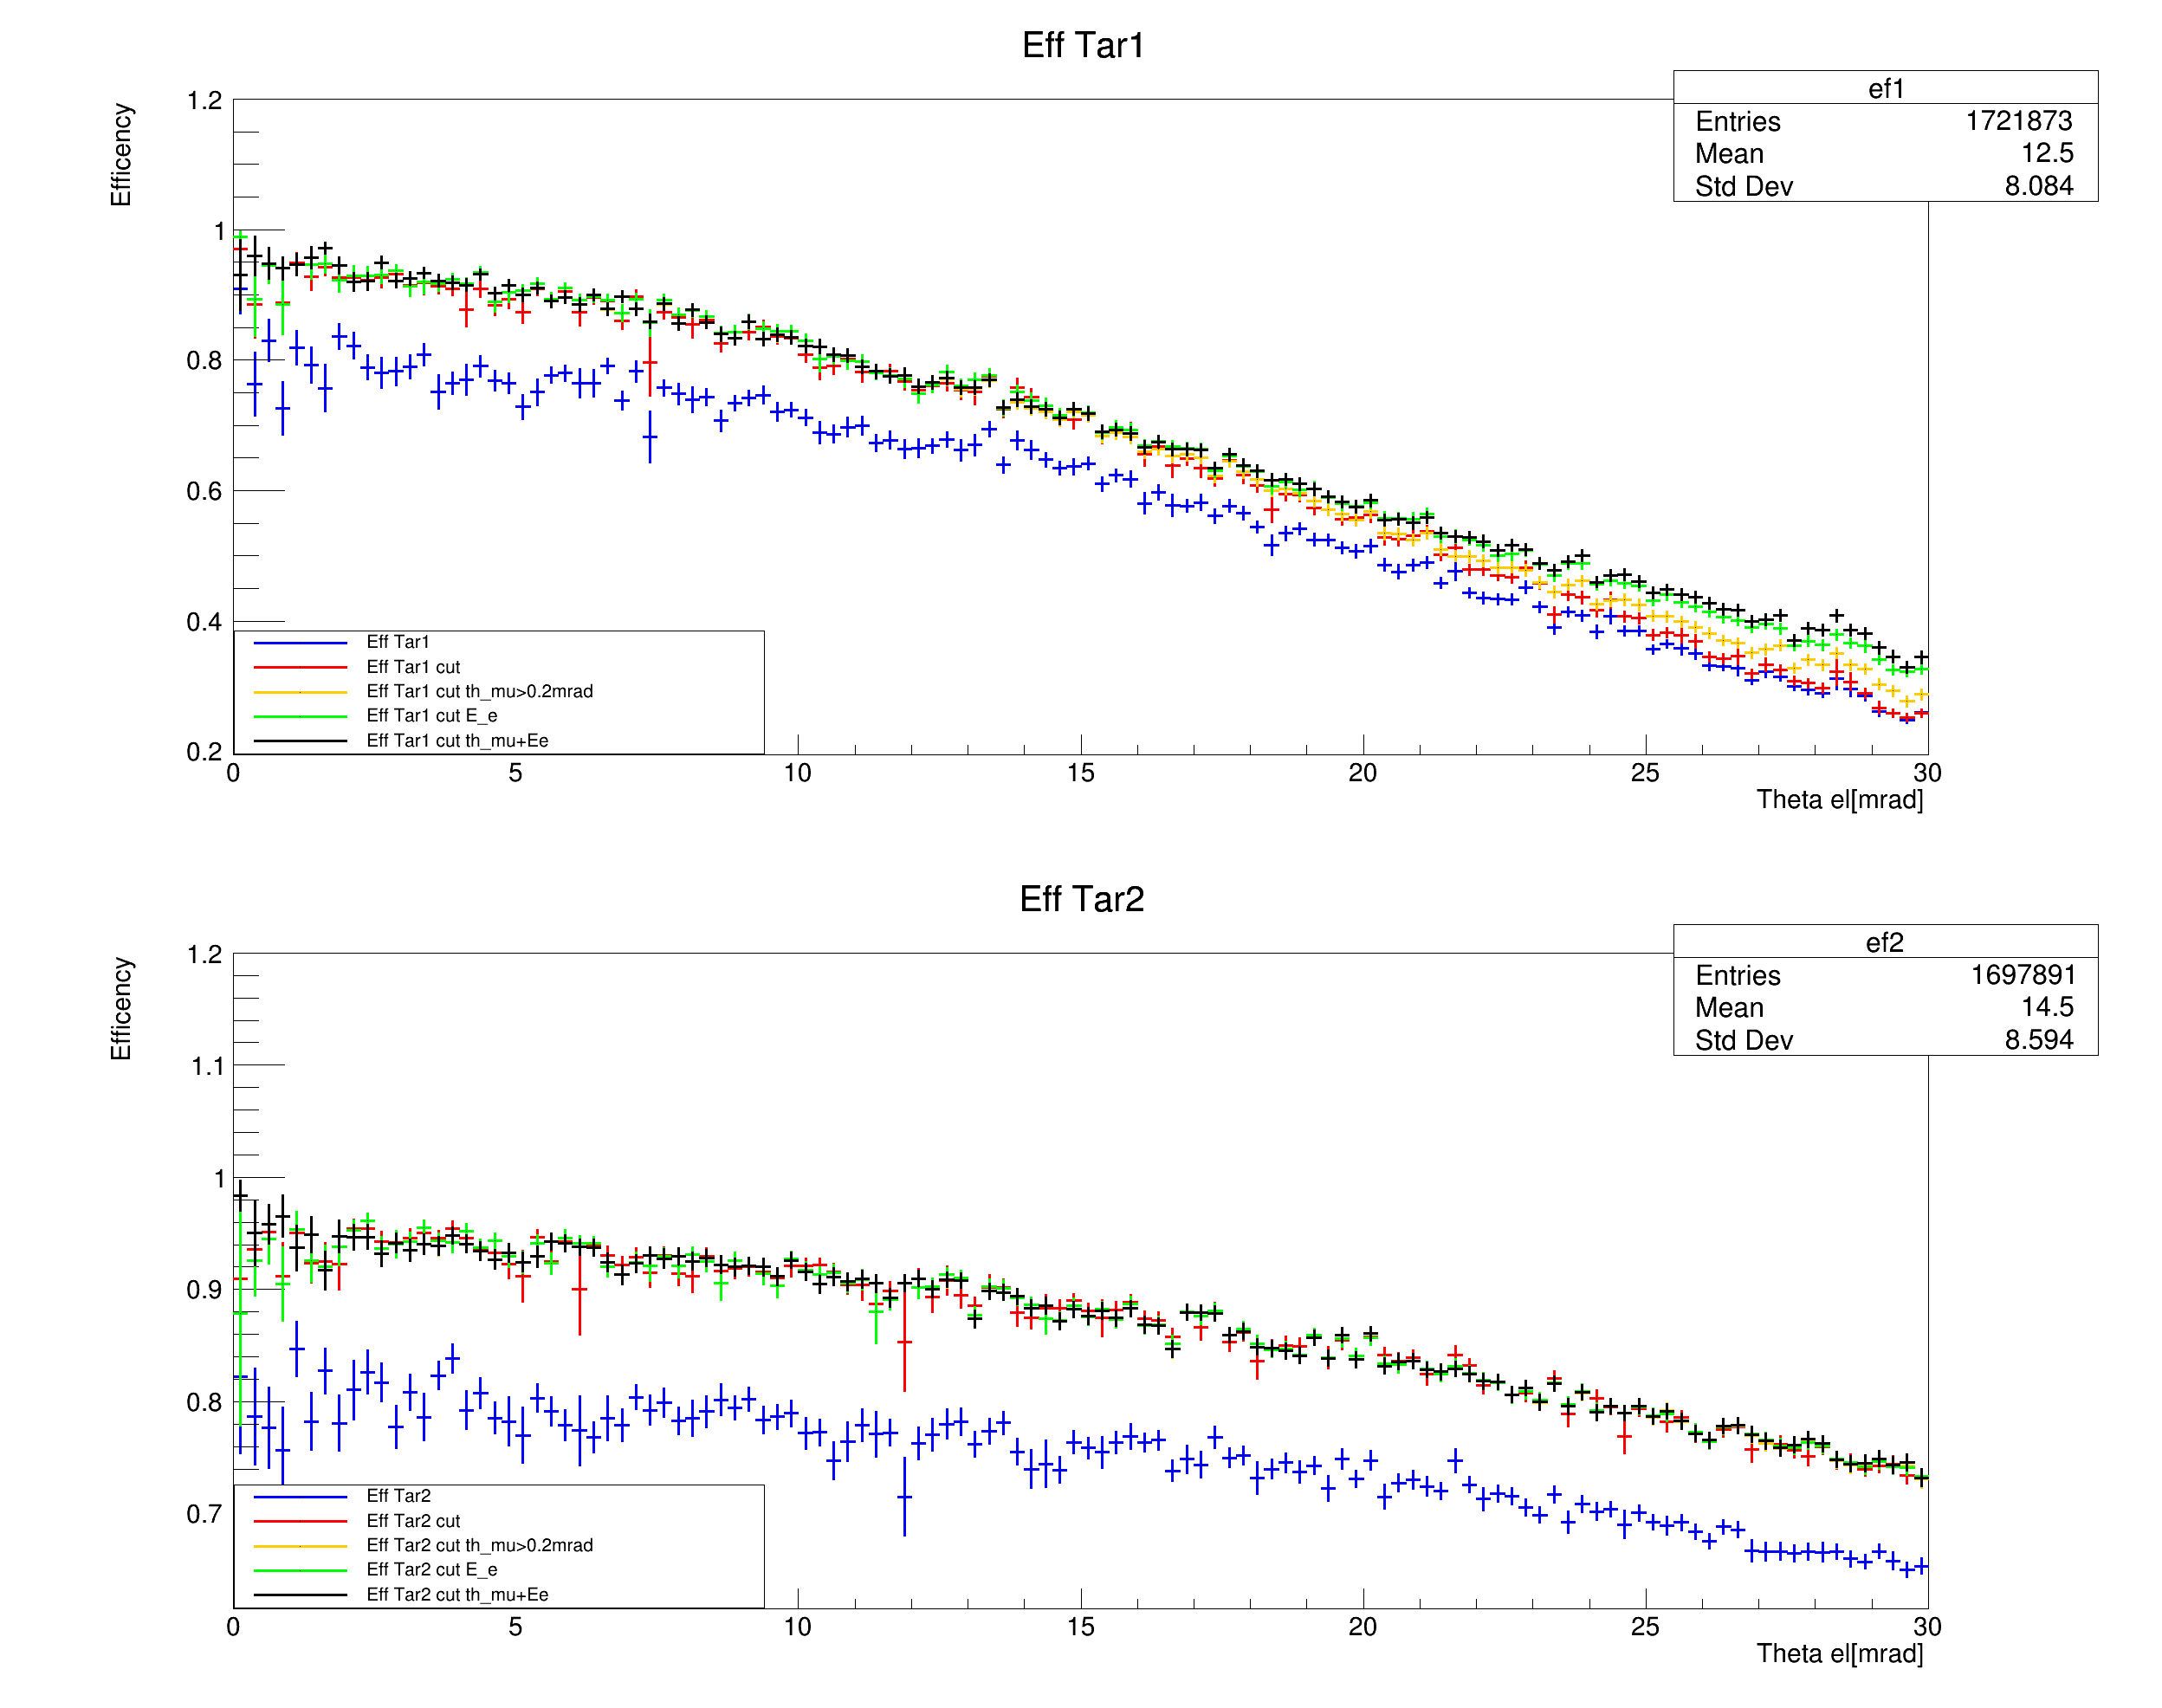 Eff Tar1
ef1
Entries 1721873
Mean 12.5
Std Dev 8.084
Efficency
1.2
1
0.8
0.6
0.4
0.2
Eff Tar1
Eff Tar1 cut
Eff Tar1 cut th_mu>0.2mrad
Eff Tar1 cut E_e
Eff Tar1 cut th_mu+Ee
0 5 10 15 20 25 30
Theta el[mrad]
Eff Tar2
ef2
Entries 1697891
Mean 14.5
Std Dev 8.594
Efficency
1.2
1.1
1
0.9
0.8
0.7
Eff Tar2
Eff Tar2 cut
Eff Tar2 cut th_mu>0.2mrad
Eff Tar2 cut E_e
Eff Tar2 cut th_mu+Ee
0 5 10 15 20 25 30
Theta el[mrad]